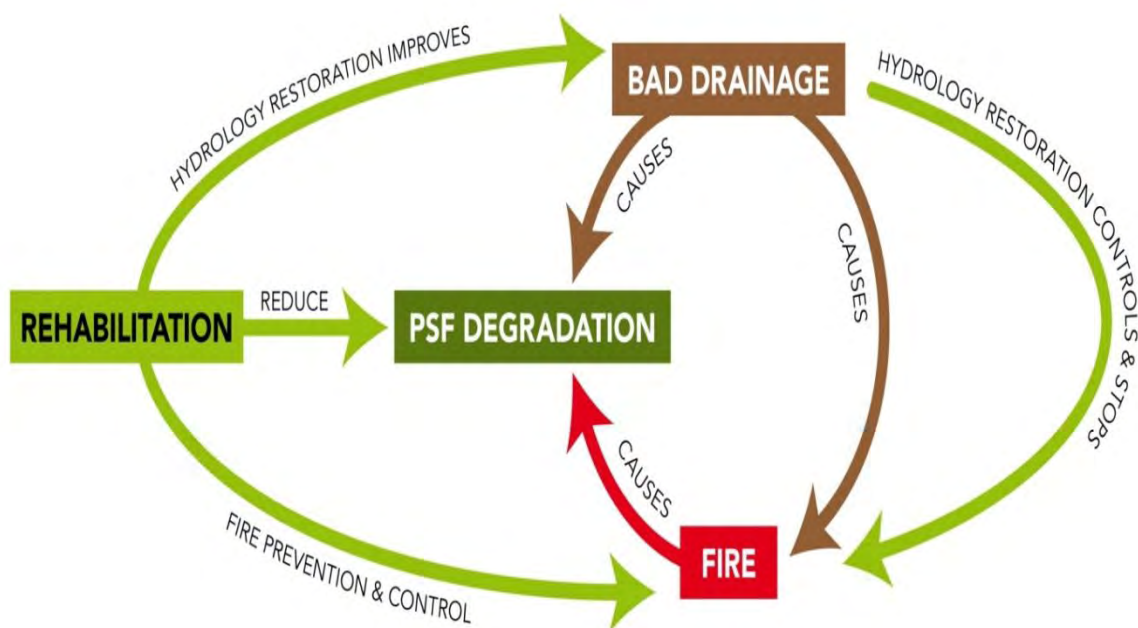 HYDROLOGY RESTORATION IMPROVES
BAD DRAINAGE
HYDROLOGY RESTORATION CONTROLS & STOPS
CAUSES
CAUSES
REHABILITATION
REDUCE
PSF DEGRADATION
CAUSES
FIRE PREVENTION & CONTROL
FIRE